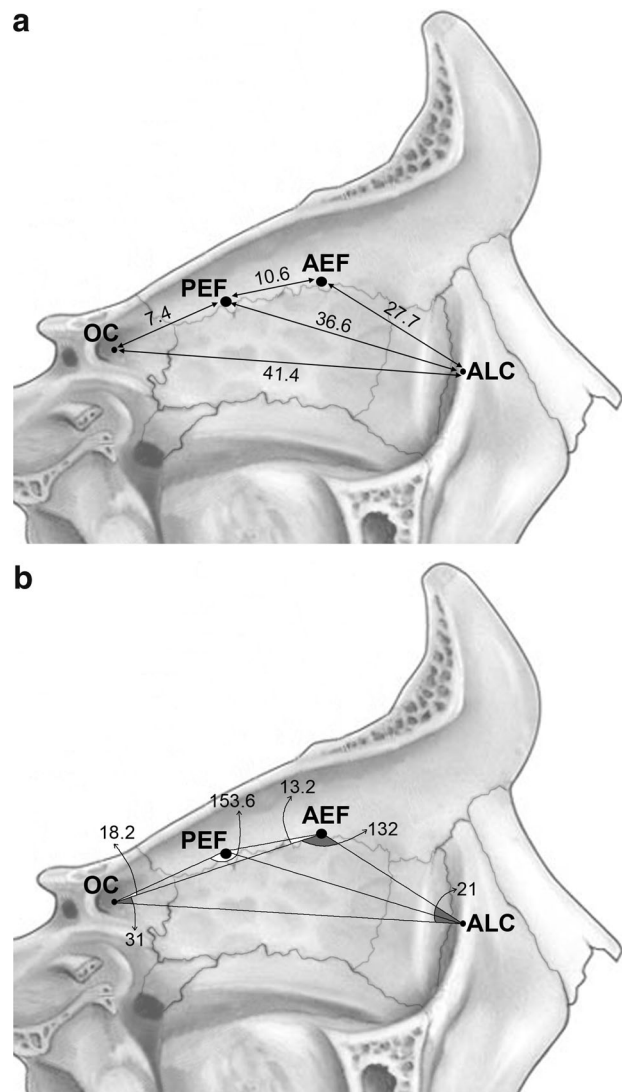 a
AEF
PEF
10.6
7.4
27.7
36.6
OC
41.4
ALC
b
13.2
153.6
AEF
132
PEF
18.2
OC
21
ALC
31